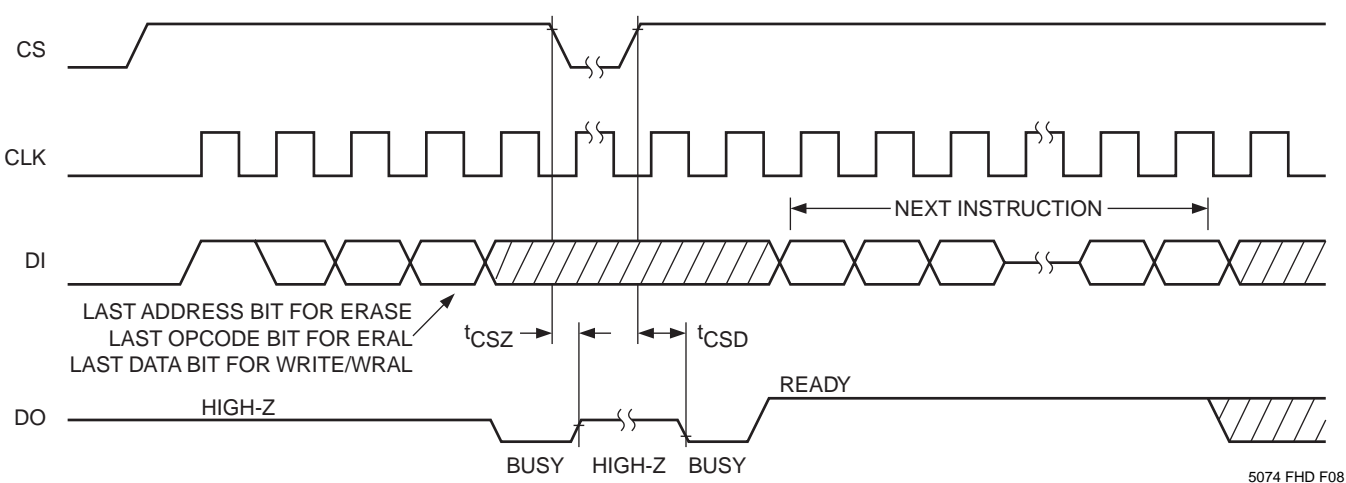 CS
CLK
NEXT INSTRUCTION
DI
LAST ADDRESS BIT FOR ERASE
LAST OPCODE BIT FOR ERAL
LAST DATA BIT FOR WRITE/WRAL
tCSZ
tCSD
READY
HIGH-Z
DO
BUSY HIGH-Z BUSY
5074 FHD F08